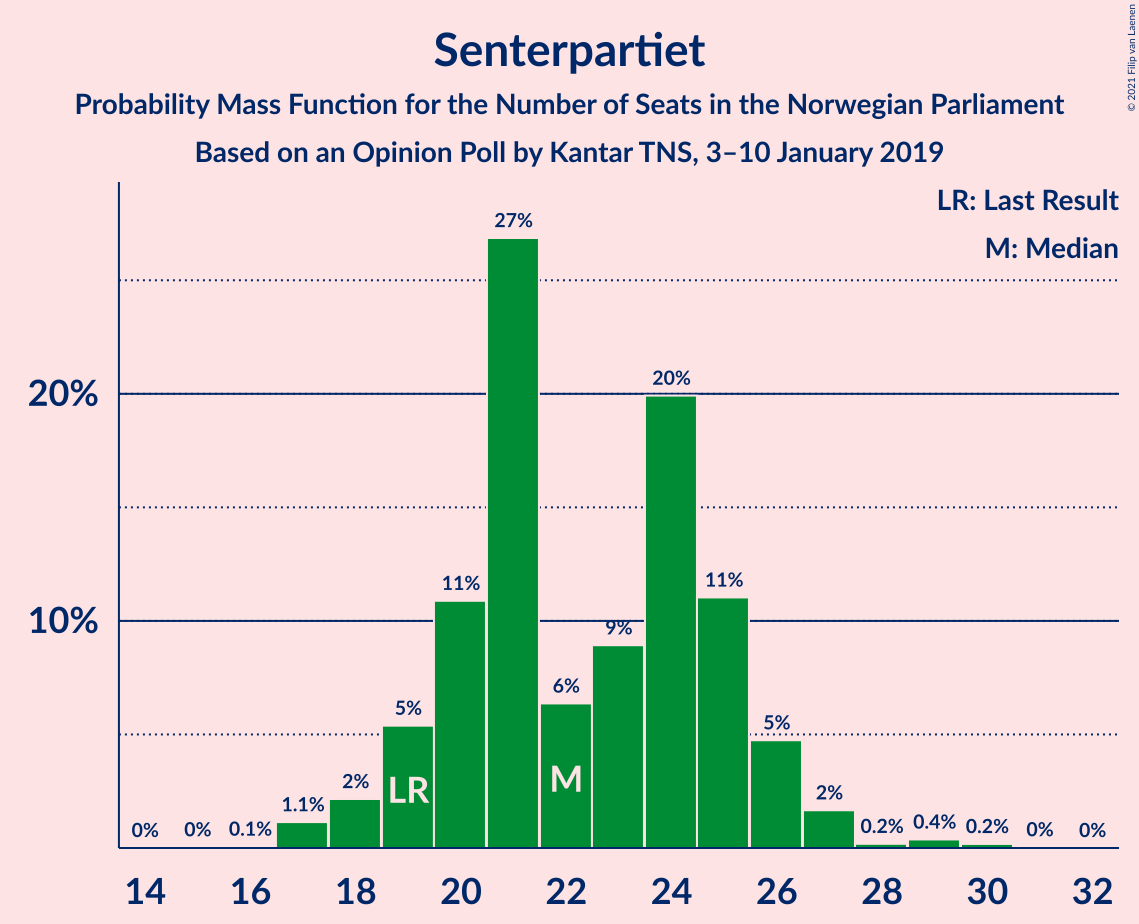 Senterpartiet
Probability Mass Function for the Number of Seats in the Norwegian Parliament
Based on an Opinion Poll by Kantar TNS, 3–10 January 2019
© 2021 Filip van Laenen
LR: Last Result
M: Median
20%
10%
0%
0%
0.1%
1.1%
2%
5%
11%
27%
6%
9%
20%
11%
5%
2%
0.2%
0.4%
0.2%
0%
0%
LR
M
14 16 18 20 22 24 26 28 30 32